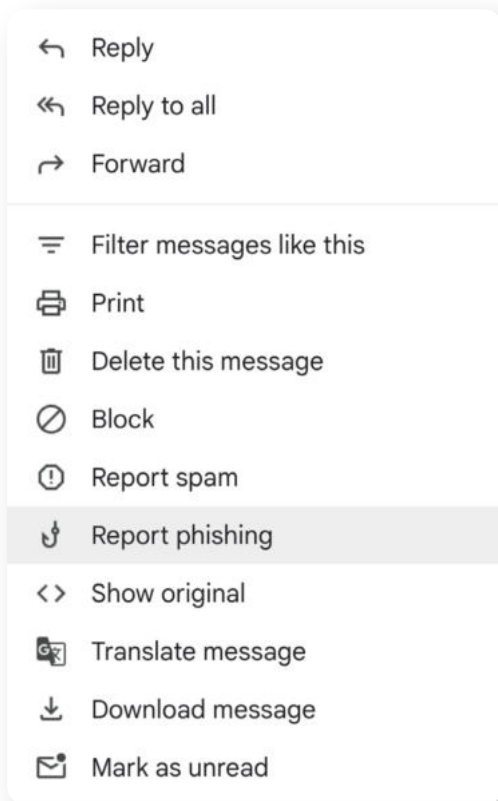 Reply
Reply to all
Forward
Filter messages like this
Print
Delete this message
Block
Report spam
Report phishing
Show original
Translate message
Download message
Mark as unread